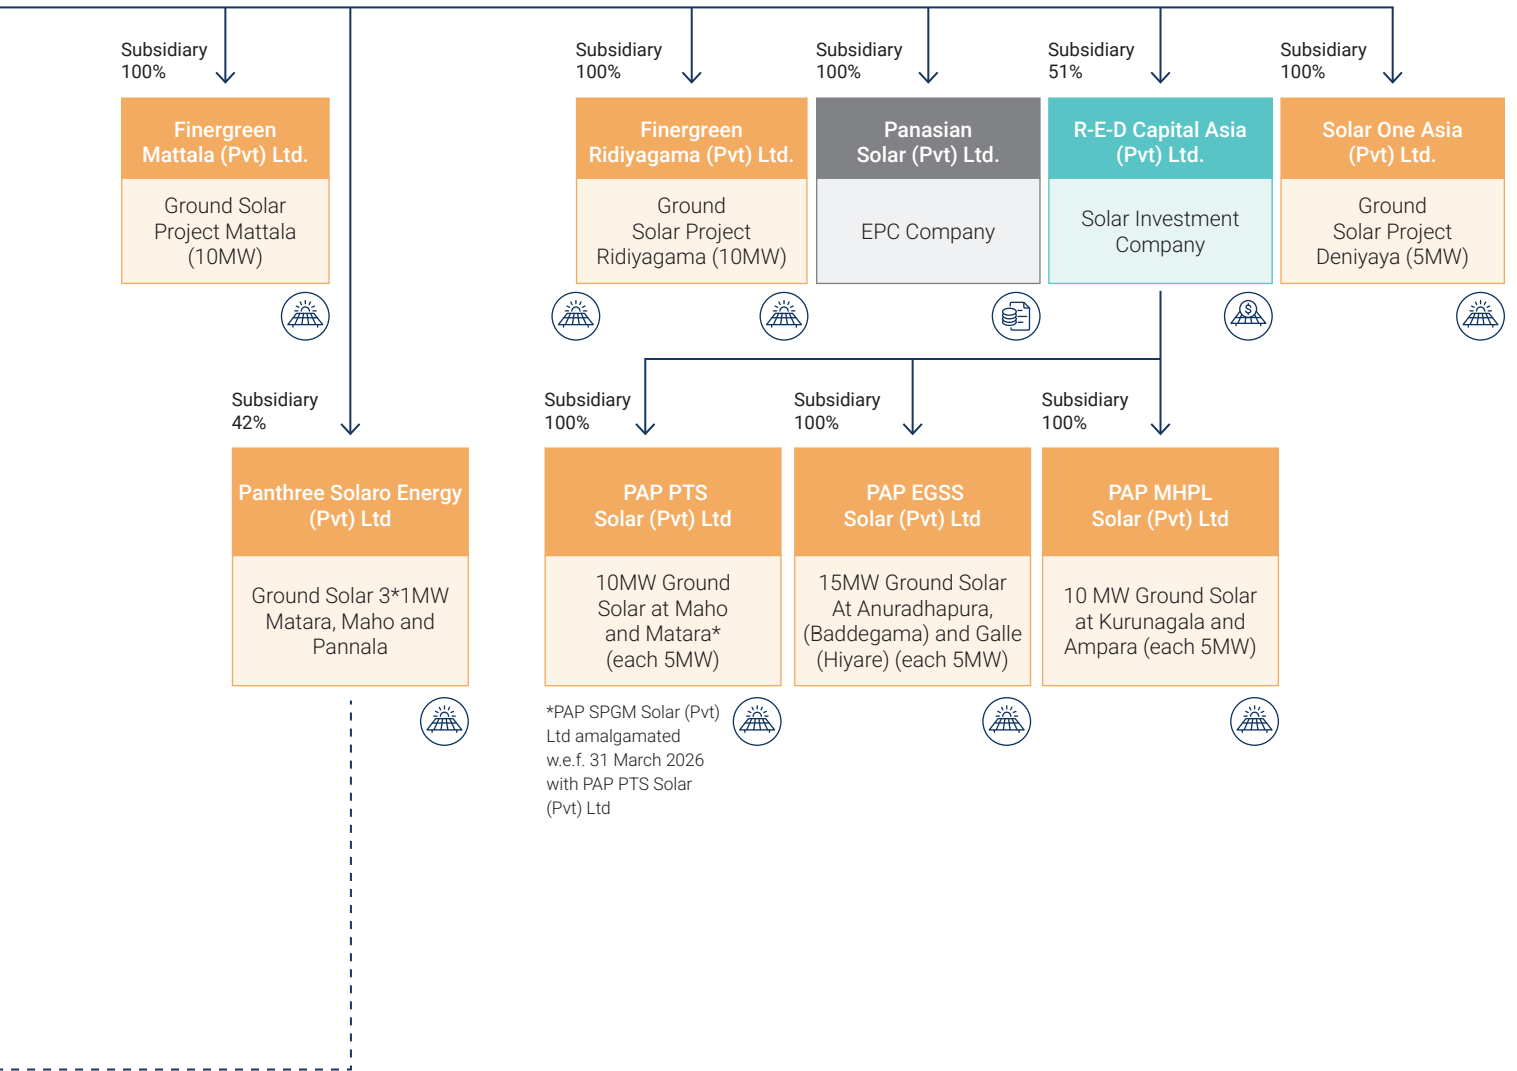 Subsidiary
100%
Finergreen
Mattala (Pvt) Ltd.
Ground Solar
Project Mattala
(10MW)
Subsidiary
100%
Finergreen
Ridiyagama (Pvt) Ltd.
Ground
Solar Project
Ridiyagama (10MW)
Subsidiary
100%
Panasian
Solar (Pvt) Ltd.
EPC Company
Subsidiary
51%
R-E-D Capital Asia
(Pvt) Ltd.
Solar Investment
Company
$
Subsidiary
100%
Solar One Asia
(Pvt) Ltd.
Ground
Solar Project
Deniyaya (5MW)
Subsidiary
42%
Panthree Solaro Energy
(Pvt) Ltd
Ground Solar 3*1MW
Matara, Maho and
Pannala
Subsidiary
100%
PAP PTS
Solar (Pvt) Ltd
10MW Ground
Solar at Maho
and Matara*
(each 5MW)
*PAP SPGM Solar (Pvt)
Ltd amalgamated
w.e.f. 31 March 2026
with PAP PTS Solar
(Pvt) Ltd
Subsidiary
100%
PAP EGSS
Solar (Pvt) Ltd
15MW Ground Solar
At Anuradhapura,
(Baddegama) and Galle
(Hiyare) (each 5MW)
Subsidiary
100%
PAP MHPL
Solar (Pvt) Ltd
10 MW Ground Solar
at Kurunagala and
Ampara (each 5MW)